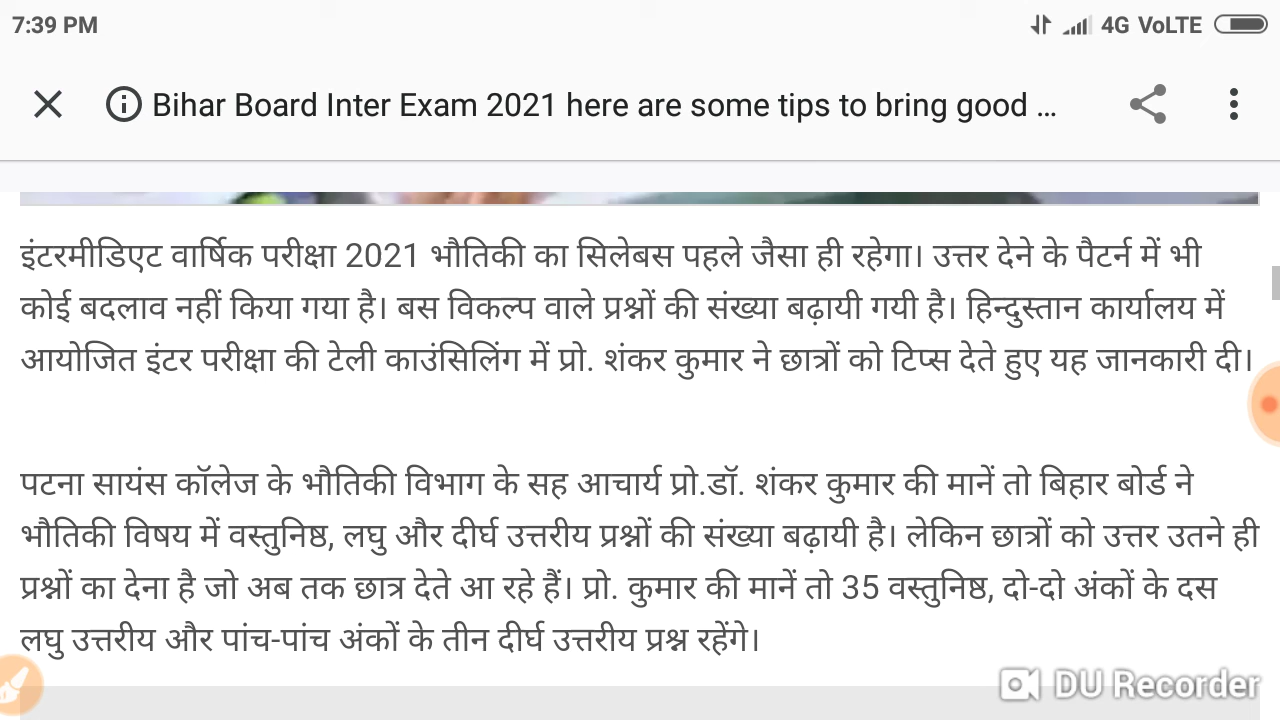 7:39 PM
4G VoLTE
Bihar Board Inter Exam 2021 here are some tips to bring good ...
इंटरमीडिएट वार्षिक परीक्षा 2021 भौतिकी का सिलेबस पहले जैसा ही रहेगा। उत्तर देने के पैटर्न में भी
कोई बदलाव नहीं किया गया है। बस विकल्प वाले प्रश्नों की संख्या बढ़ायी गयी है। हिन्दुस्तान कार्यालय में
आयोजित इंटर परीक्षा की टेली काउंसिलिंग में प्रो. शंकर कुमार ने छात्रों को टिप्स देते हुए यह जानकारी दी।
पटना सायंस कॉलेज के भौतिकी विभाग के सह आचार्य प्रो.डॉ. शंकर कुमार की मानें तो बिहार बोर्ड ने
भौतिकी विषय में वस्तुनिष्ठ, लघु और दीर्घ उत्तरीय प्रश्नों की संख्या बढ़ायी है। लेकिन छात्रों को उत्तर उतने ही
प्रश्नों का देना है जो अब तक छात्र देते आ रहे हैं। प्रो. कुमार की मानें तो 35 वस्तुनिष्ठ, दो-दो अंकों के दस
लघु उत्तरीय और पांच-पांच अंकों के तीन दीर्घ उत्तरीय प्रश्न रहेंगे।
DU Recorder